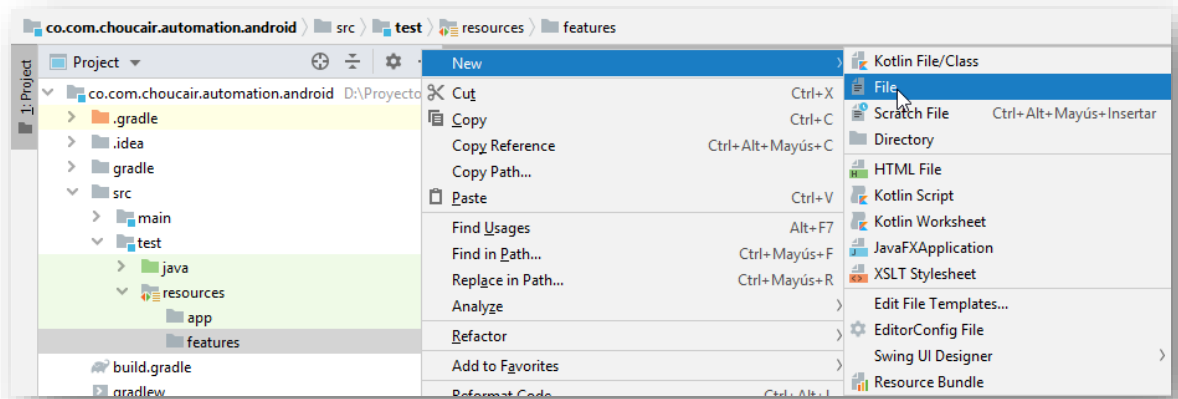 co.com.choucair.automation.android src test resources features
1: Project
Project
co.com.choucair.automation.android D:\Proyecto
.gradle
.idea
gradle
src
main
test
java
resources
app
features
build.gradle
gradlew
New
Cut Ctrl+X
Copy Ctrl+C
Copy Reference Ctrl+Alt+Mayús+C
Copy Path...
Paste Ctrl+V
Find Usages Alt+F7
Find in Path... Ctrl+Mayús+F
Replace in Path... Ctrl+Mayús+R
Analyze
Refactor
Add to Favorites
Reformat Code Ctrl+Alt+L
Kotlin File/Class
File
Scratch File Ctrl+Alt+Mayús+Insertar
Directory
HTML File
Kotlin Script
Kotlin Worksheet
JavaFXApplication
XSLT Stylesheet
Edit File Templates...
EditorConfig File
Swing UI Designer
Resource Bundle